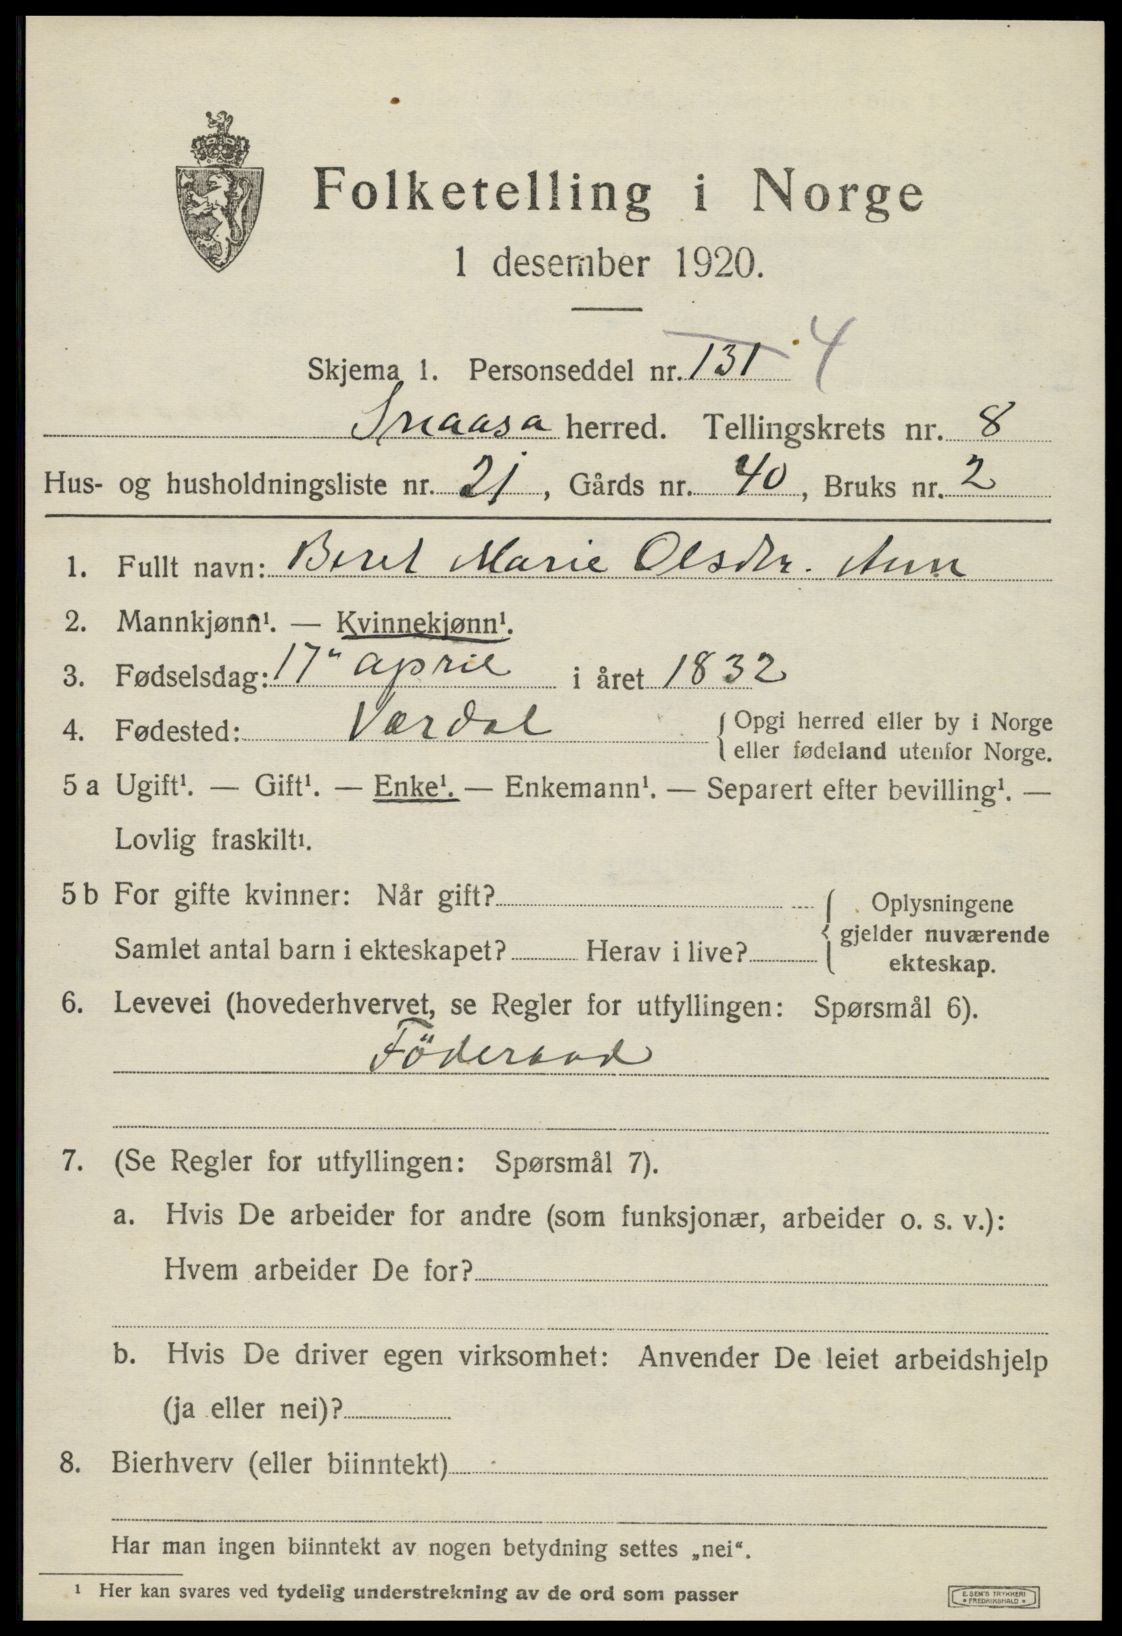 Folketelling i Norge
1 desember 1920.
Skjema 1. Personseddel nr. 131 4
Snaasa herred. Tellingskrets nr. 8
Hus- og husholdningsliste nr. 21, Gårds nr. 40, Bruks nr. 2
1. Fullt navn: Beret Marie Olsdtr. Aun
2. Mannkjønn¹. — Kvinnekjønn¹.
3. Fødselsdag: 17" april i året 1832
4. Fødested: Værdal { Opgi herred eller by i Norge
eller fødeland utenfor Norge.
5 a Ugift¹. — Gift¹. — Enke¹. — Enkemann¹. — Separert efter bevilling¹. —
Lovlig fraskilt¹.
5 b For gifte kvinner: Når gift? { Oplysningene
Samlet antal barn i ekteskapet? Herav i live? gjelder nuværende
ekteskap.
6. Levevei (hovederhvervet, se Regler for utfyllingen: Spørsmål 6).
Föderaad
7. (Se Regler for utfyllingen: Spørsmål 7).
a. Hvis De arbeider for andre (som funksjonær, arbeider o. s. v.):
Hvem arbeider De for?
b. Hvis De driver egen virksomhet: Anvender De leiet arbeidshjelp
(ja eller nei)?
8. Bierhverv (eller biinntekt)
Har man ingen biinntekt av nogen betydning settes „nei“.
¹ Her kan svares ved tydelig understrekning av de ord som passer
E. SEM'S TRYKKERI
* FREDRIKSHALD *